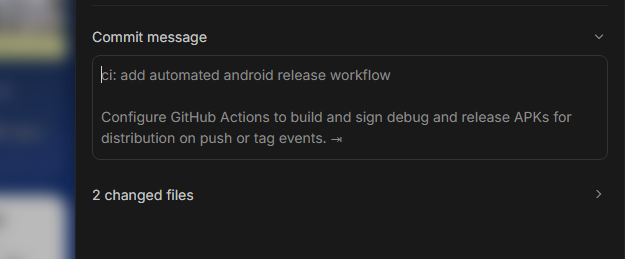 Commit message
ci: add automated android release workflow
Configure GitHub Actions to build and sign debug and release APKs for
distribution on push or tag events. ⇥
2 changed files